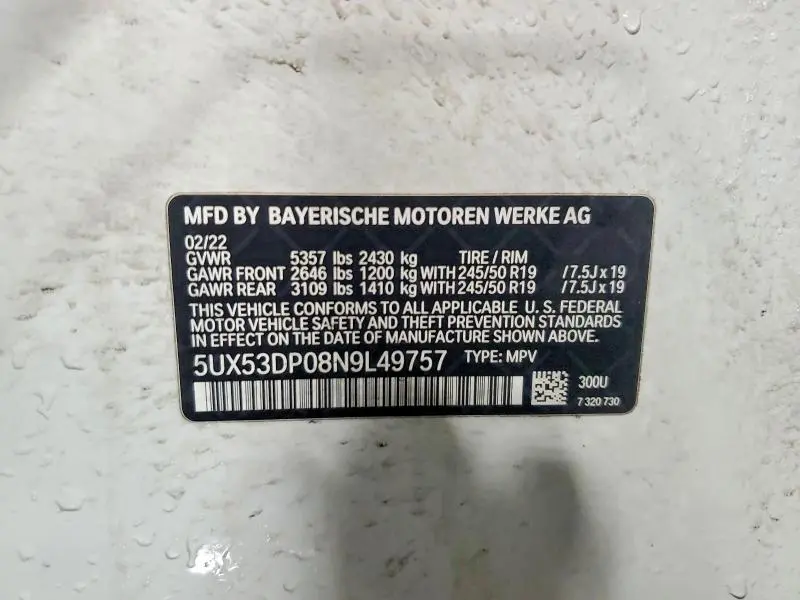 MFD BY BAYERISCHE MOTOREN WERKE AG
02/22
GVWR 5357 lbs 2430 kg TIRE / RIM
GAWR FRONT 2646 lbs 1200 kg WITH 245/50 R19 / 7.5J x 19
GAWR REAR 3109 lbs 1410 kg WITH 245/50 R19 / 7.5J x 19
THIS VEHICLE CONFORMS TO ALL APPLICABLE U. S. FEDERAL
MOTOR VEHICLE SAFETY AND THEFT PREVENTION STANDARDS
IN EFFECT ON THE DATE OF MANUFACTURE SHOWN ABOVE.
5UX53DP08N9L49757 TYPE: MPV
300U
7 320 730